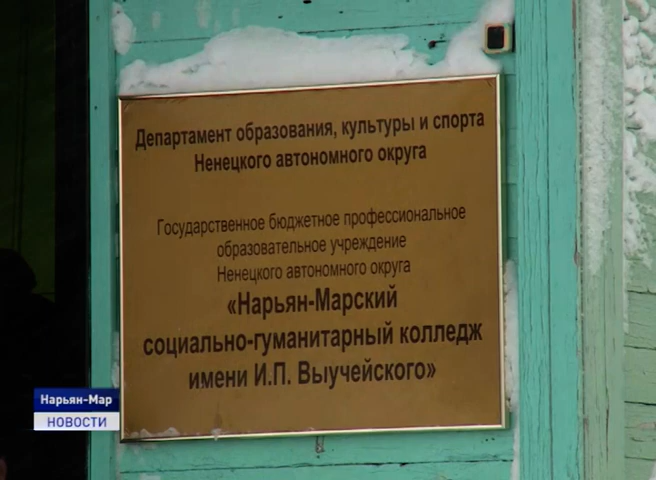 Департамент образования, культуры и спорта
Ненецкого автономного округа
Государственное бюджетное профессиональное
образовательное учреждение
Ненецкого автономного округа
«Нарьян-Марский
социально-гуманитарный колледж
имени И.П. Выучейского»
Нарьян-Мар
НОВОСТИ